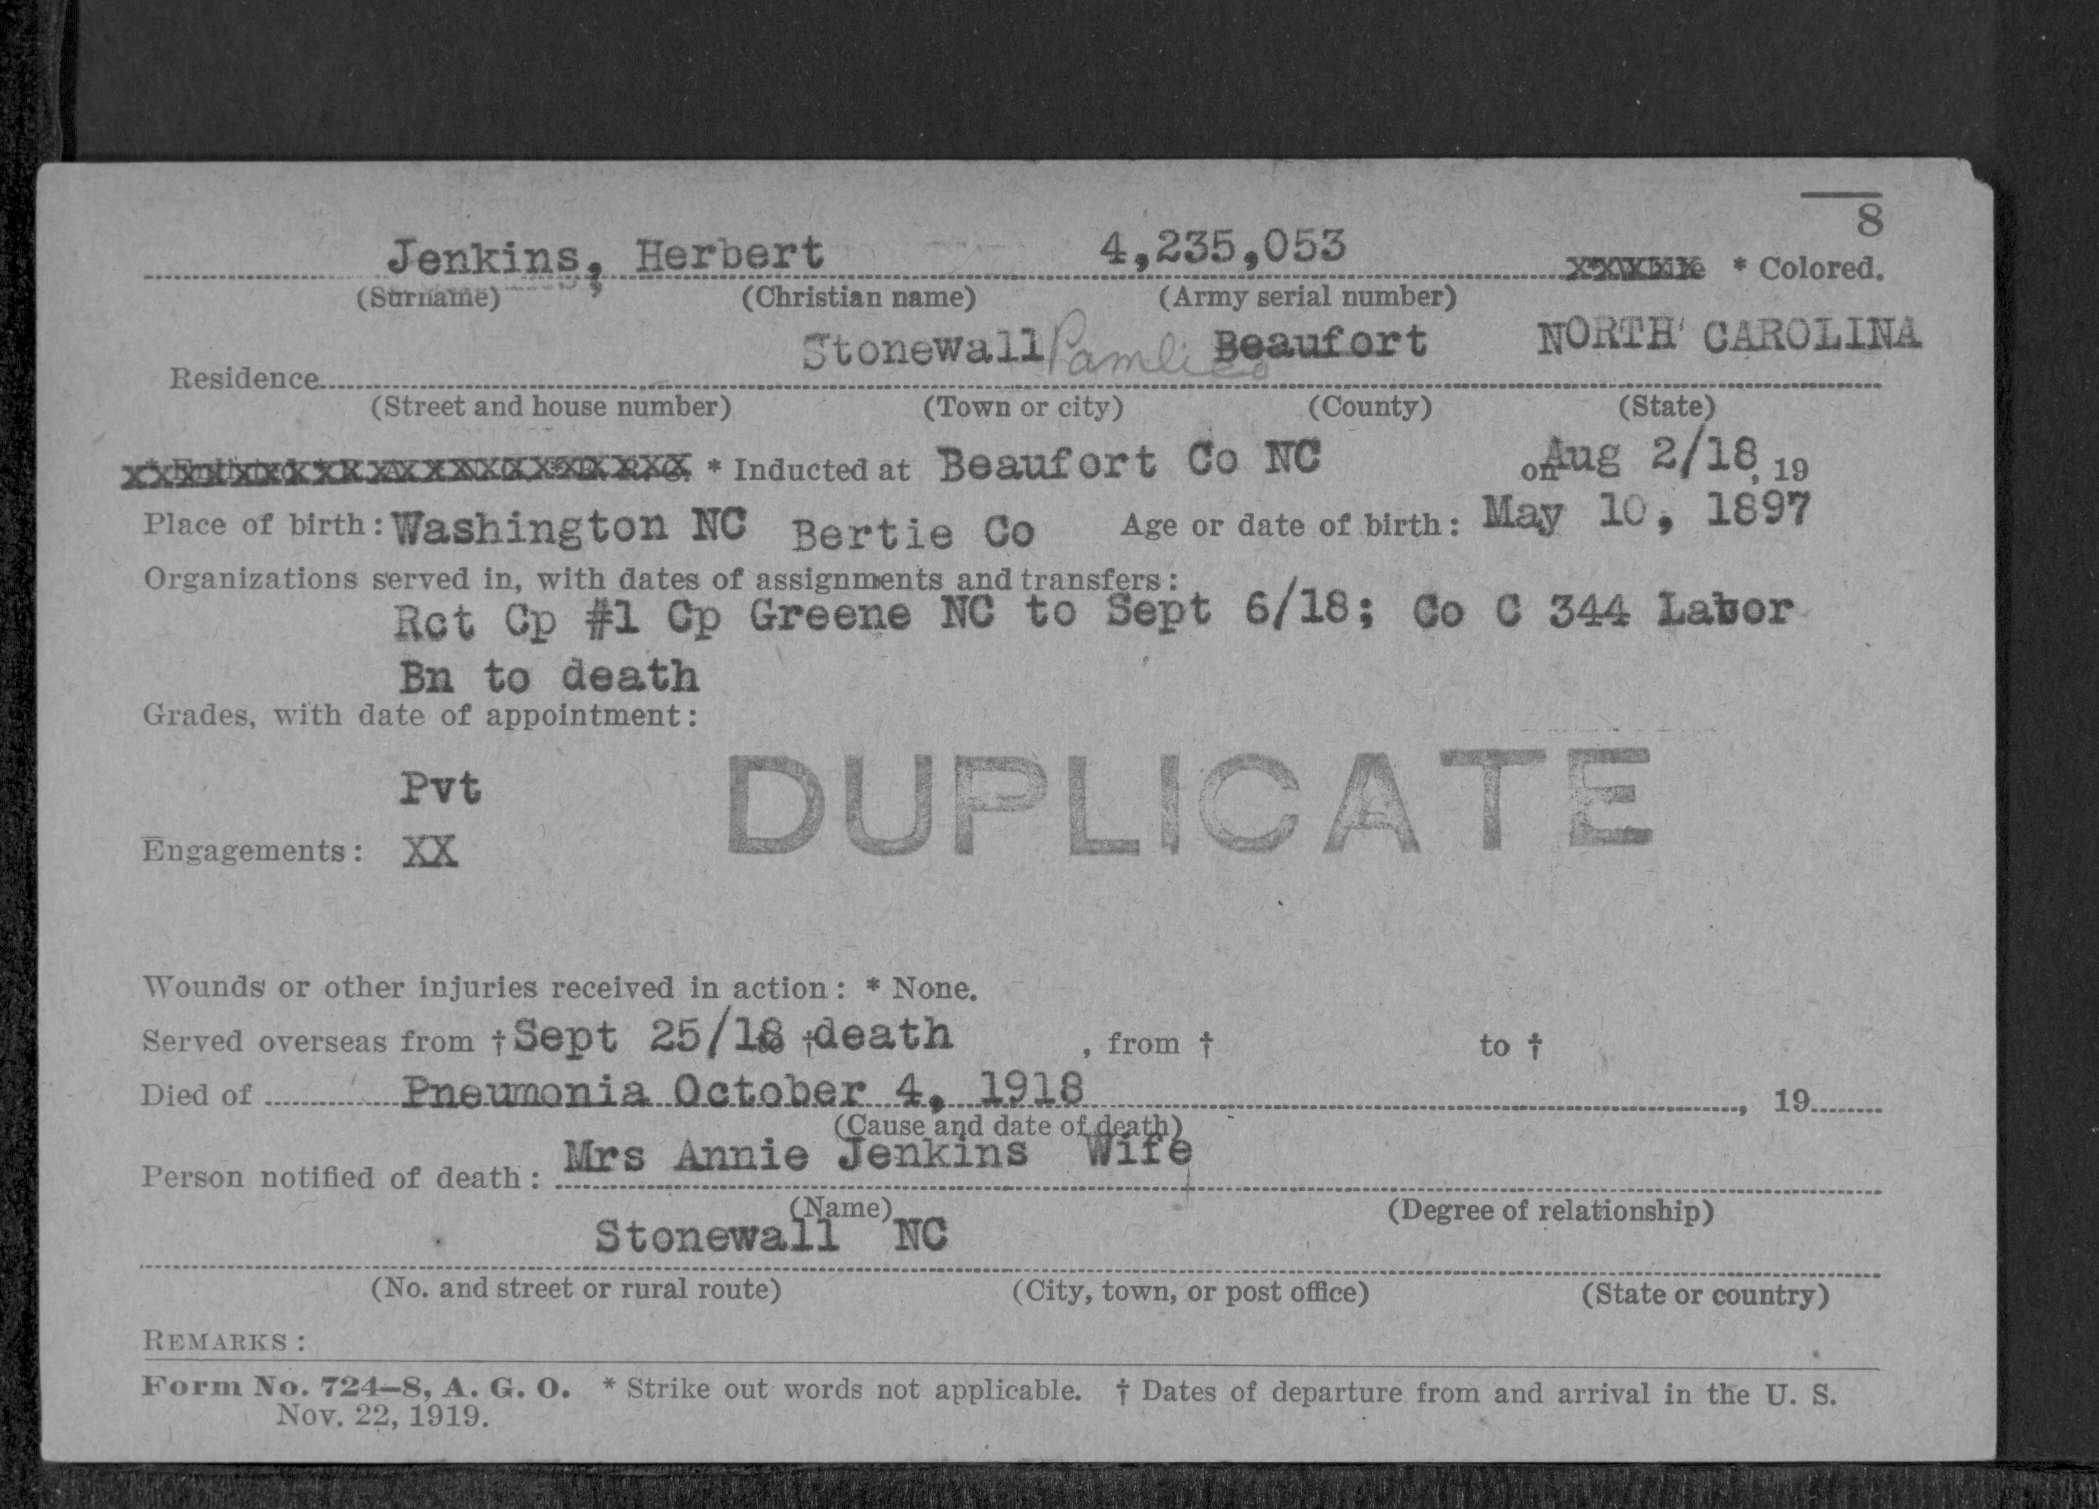 8
Jenkins, Herbert 4,235,053 * White * Colored.
(Surname) (Christian name) (Army serial number)
Stonewall Pamlico Beaufort NORTH CAROLINA
Residence
(Street and house number) (Town or city) (County) (State)
* Inducted at Beaufort Co NC on Aug 2/18, 19
Place of birth: Washington NC Bertie Co Age or date of birth: May 10, 1897
Organizations served in, with dates of assignments and transfers:
Rct Cp #1 Cp Greene NC to Sept 6/18; Co C 344 Labor
Bn to death
Grades, with date of appointment:
Pvt
DUPLICATE
Engagements: XX
Wounds or other injuries received in action: * None.
Served overseas from † Sept 25/18 to † death, from † to †
Died of Pneumonia October 4, 1918, 19
(Cause and date of death)
Person notified of death: Mrs Annie Jenkins Wife
(Name) (Degree of relationship)
Stonewall NC
(No. and street or rural route) (City, town, or post office) (State or country)
REMARKS:
Form No. 724–8, A. G. O. * Strike out words not applicable. † Dates of departure from and arrival in the U. S.
Nov. 22, 1919.